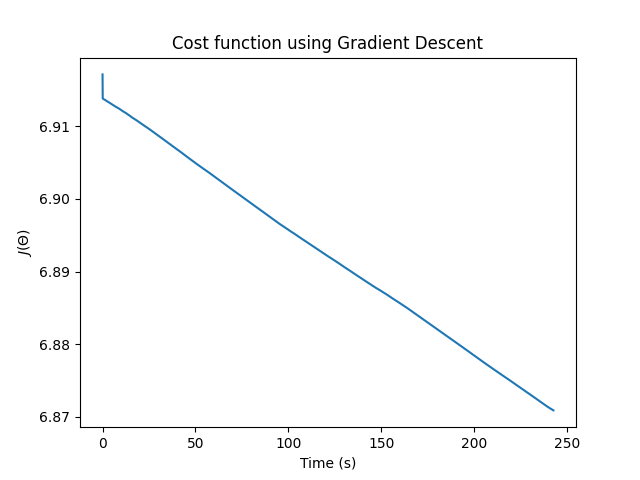 Cost function using Gradient Descent
6.91
6.90
6.89
6.88
6.87
J(Θ)
0 50 100 150 200 250
Time (s)